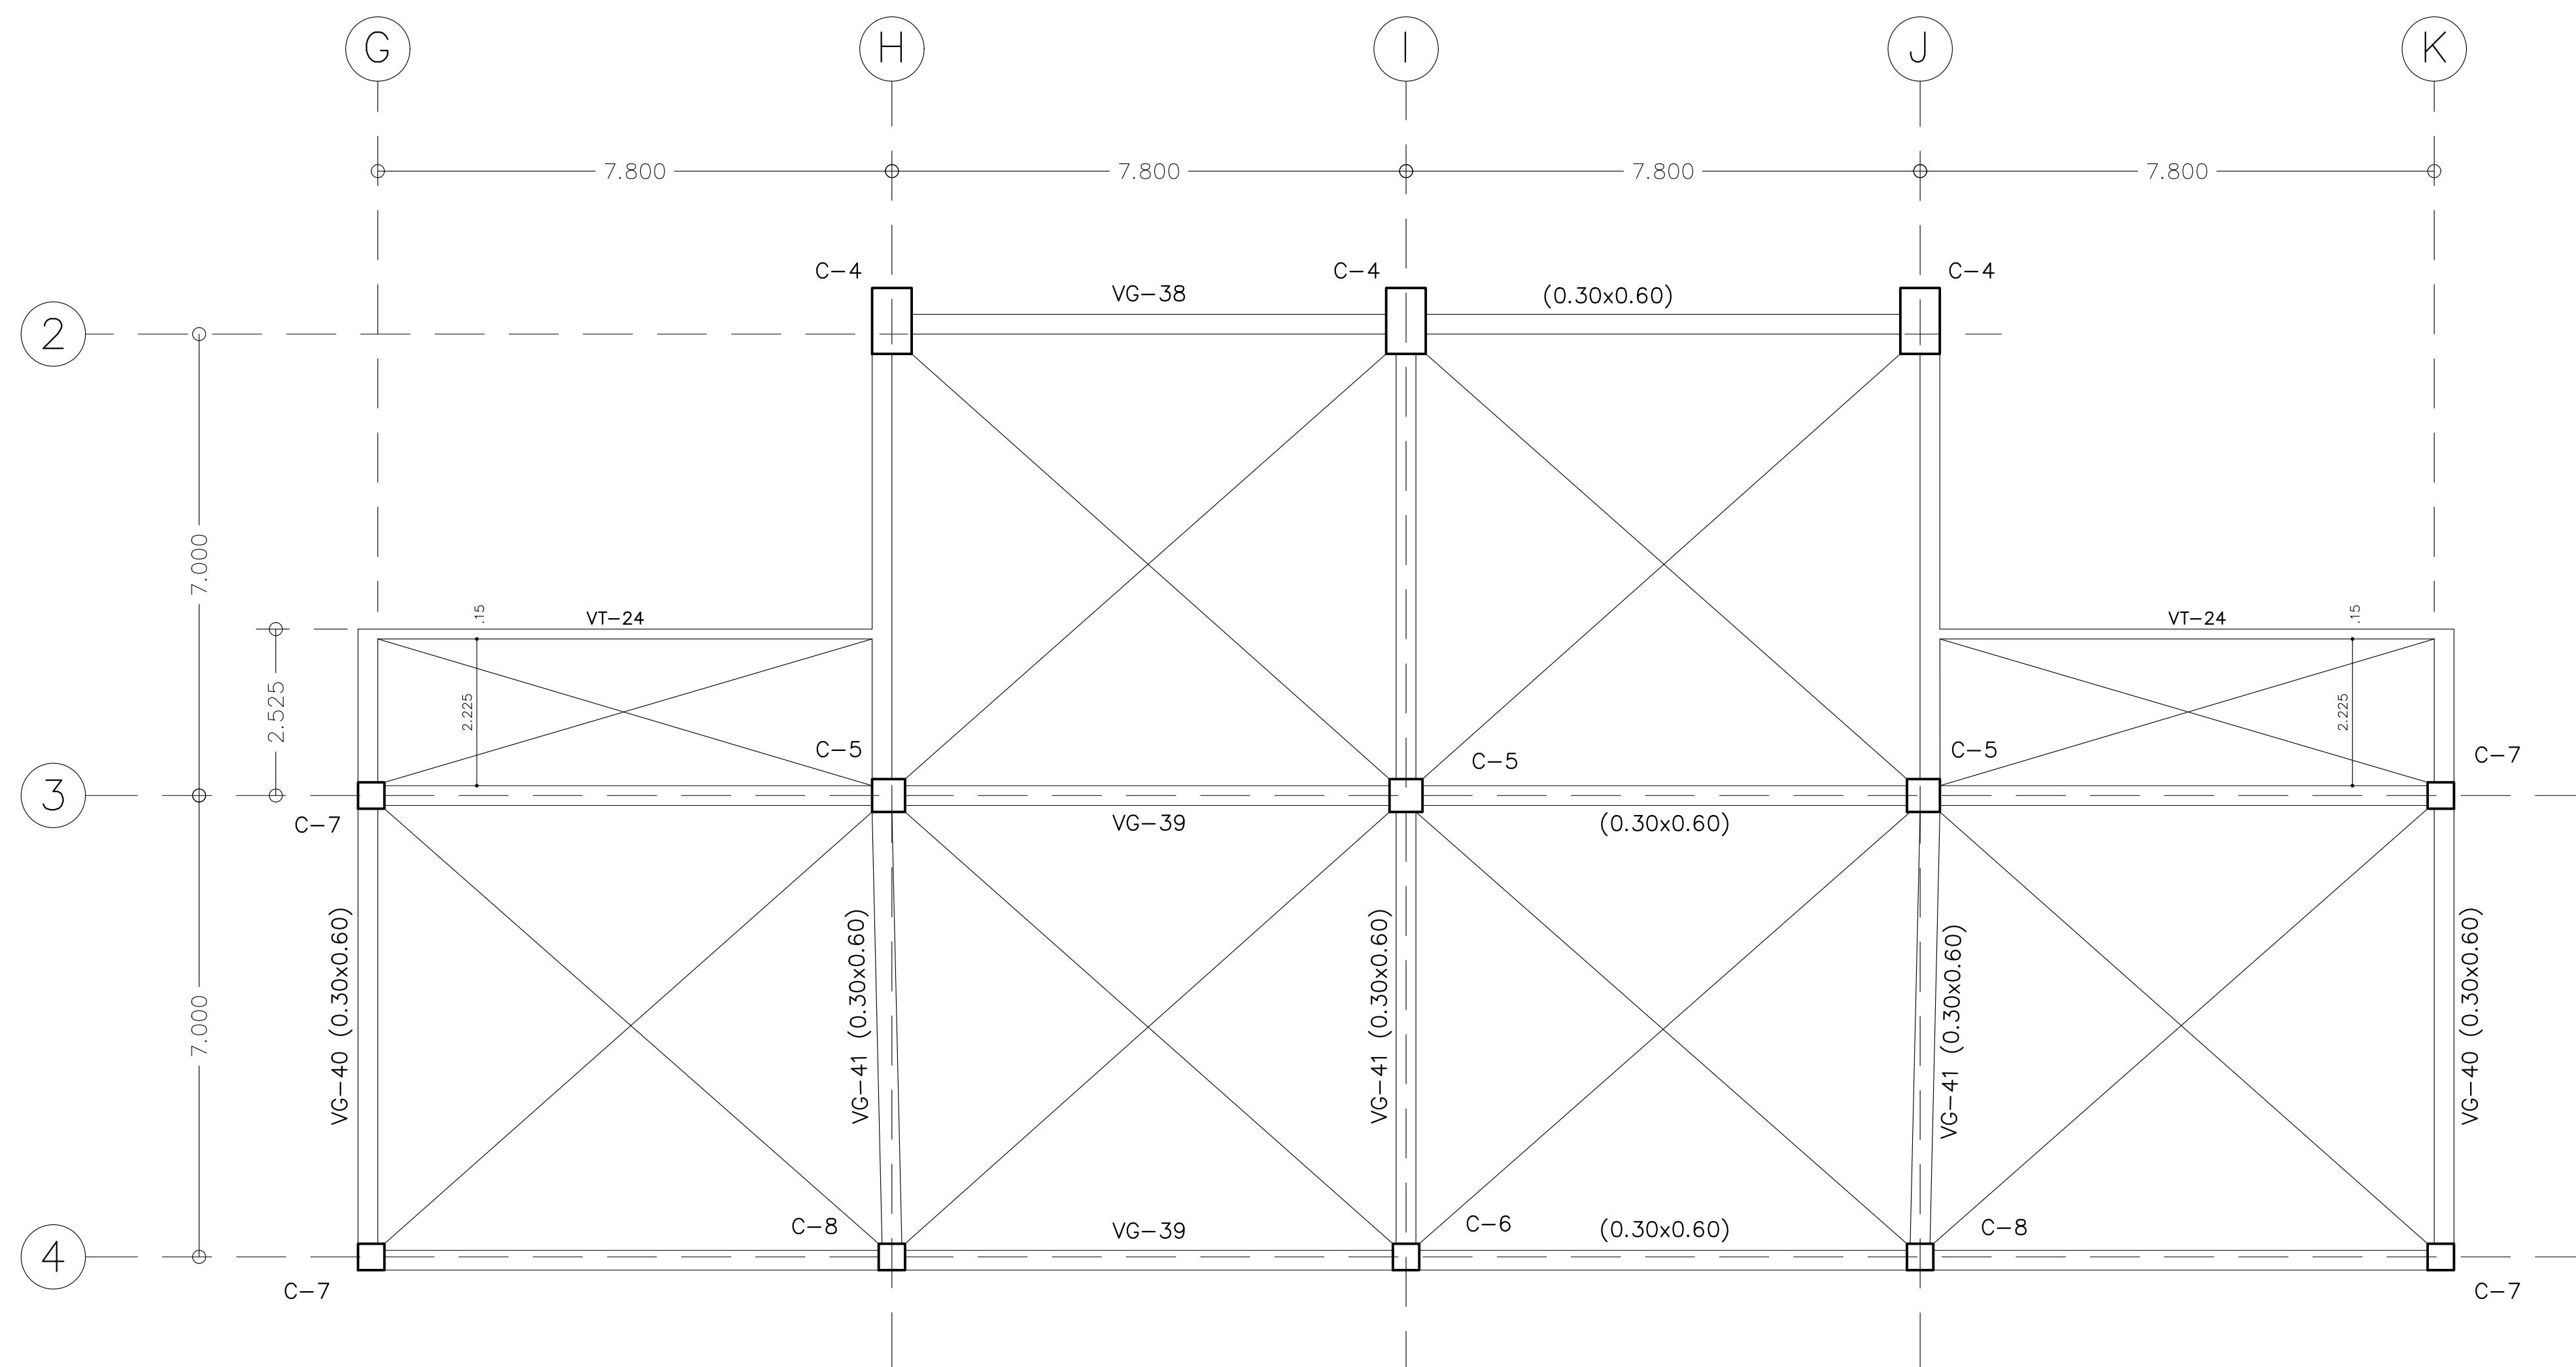 G H I J K
7.800 7.800 7.800 7.800
C-4 C-4 C-4
VG-38 (0.30x0.60)
2
7.000
.15 .15
VT-24 VT-24
2.525
2.225 2.225
C-5 C-5 C-5
C-7
3
C-7
VG-39 (0.30x0.60)
VG-40 (0.30x0.60)
VG-41 (0.30x0.60)
VG-41 (0.30x0.60)
VG-41 (0.30x0.60)
VG-40 (0.30x0.60)
7.000
C-8 C-6 C-8
VG-39 (0.30x0.60)
4
C-7 C-7